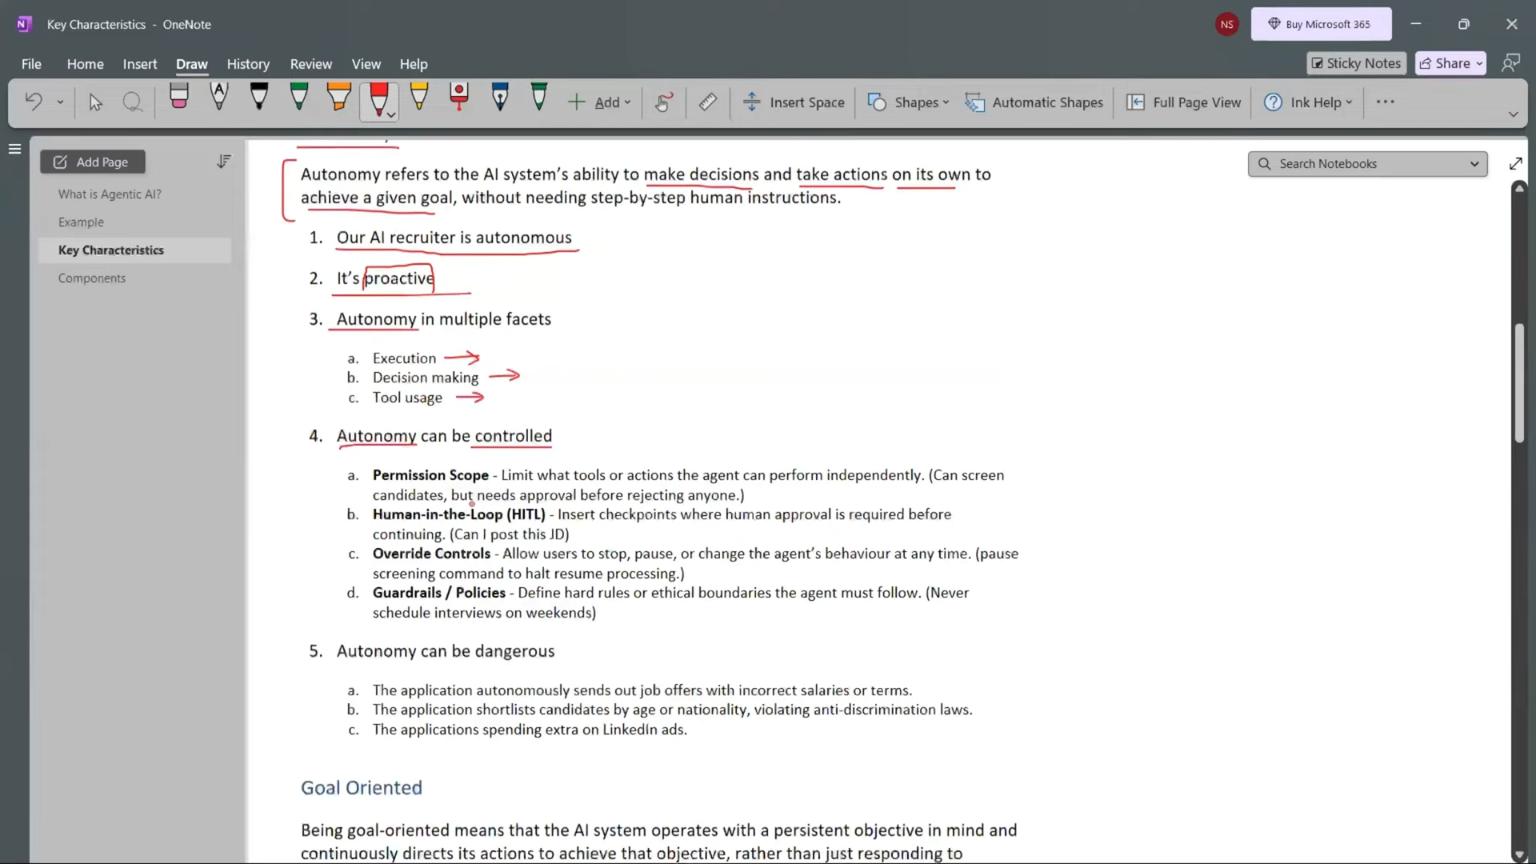 Key Characteristics - OneNote
NS
Buy Microsoft 365
File Home Insert Draw History Review View Help
Sticky Notes
Share
Add
Insert Space
Shapes
Automatic Shapes
Full Page View
Ink Help
Add Page
Search Notebooks
What is Agentic AI?
Example
Key Characteristics
Components
Autonomy refers to the AI system's ability to make decisions and take actions on its own to
achieve a given goal, without needing step-by-step human instructions.
1. Our AI recruiter is autonomous
2. It's proactive
3. Autonomy in multiple facets
a. Execution
b. Decision making
c. Tool usage
4. Autonomy can be controlled
a. Permission Scope - Limit what tools or actions the agent can perform independently. (Can screen
candidates, but needs approval before rejecting anyone.)
b. Human-in-the-Loop (HITL) - Insert checkpoints where human approval is required before
continuing. (Can I post this JD)
c. Override Controls - Allow users to stop, pause, or change the agent's behaviour at any time. (pause
screening command to halt resume processing.)
d. Guardrails / Policies - Define hard rules or ethical boundaries the agent must follow. (Never
schedule interviews on weekends)
5. Autonomy can be dangerous
a. The application autonomously sends out job offers with incorrect salaries or terms.
b. The application shortlists candidates by age or nationality, violating anti-discrimination laws.
c. The applications spending extra on LinkedIn ads.
Goal Oriented
Being goal-oriented means that the AI system operates with a persistent objective in mind and
continuously directs its actions to achieve that objective, rather than just responding to